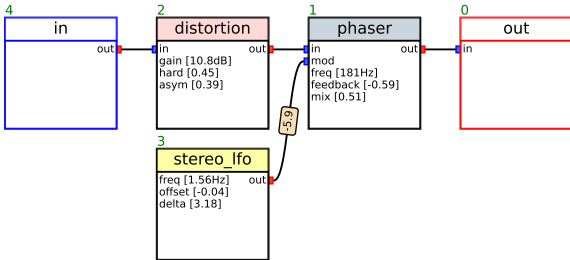 4
in
out
2
distortion
in
out
gain [10.8dB]
hard [0.45]
asym [0.39]
1
phaser
in
out
mod
freq [181Hz]
feedback [-0.59]
mix [0.51]
0
out
in
-5.9
3
stereo_lfo
freq [1.56Hz]
out
offset [-0.04]
delta [3.18]